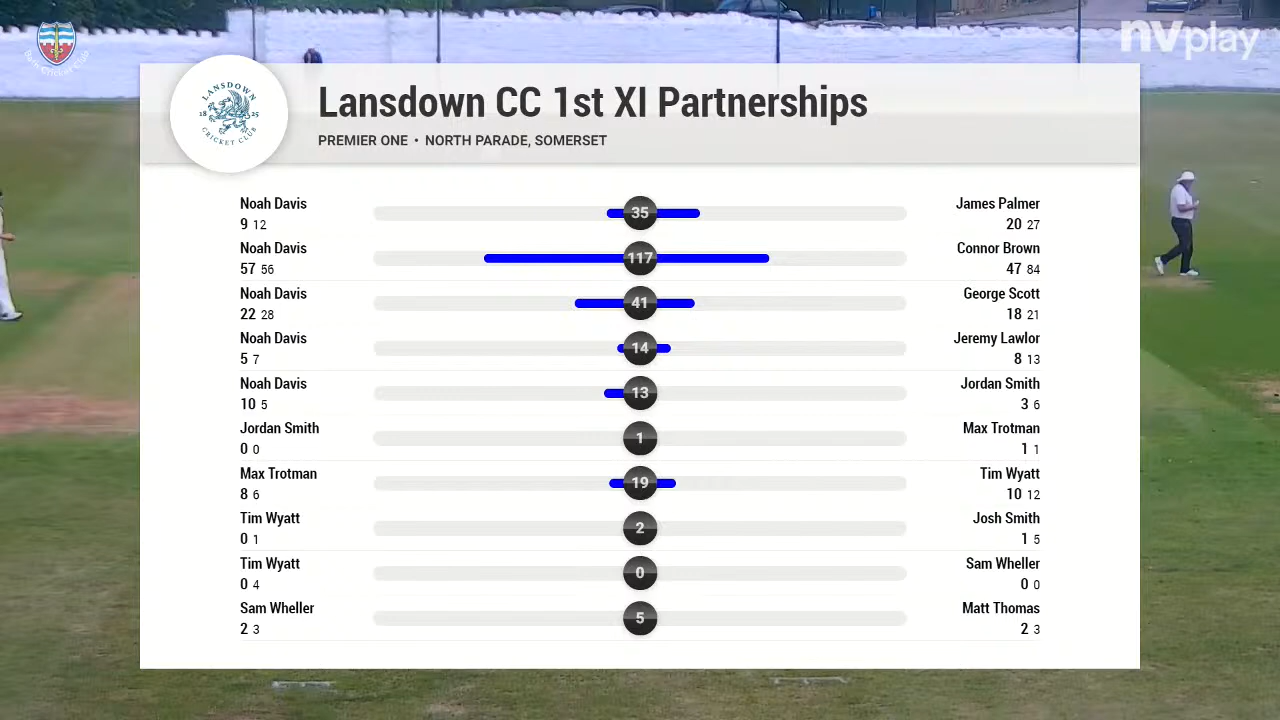 nvplay
LANSDOWN
1825
CRICKET CLUB
Lansdown CC 1st XI Partnerships
PREMIER ONE • NORTH PARADE, SOMERSET
Noah Davis 35 James Palmer
9 12 20 27
Noah Davis 117 Connor Brown
57 56 47 84
Noah Davis 41 George Scott
22 28 18 21
Noah Davis 14 Jeremy Lawlor
5 7 8 13
Noah Davis 13 Jordan Smith
10 5 3 6
Jordan Smith 1 Max Trotman
0 0 1 1
Max Trotman 19 Tim Wyatt
8 6 10 12
Tim Wyatt 2 Josh Smith
0 1 1 5
Tim Wyatt 0 Sam Wheller
0 4 0 0
Sam Wheller 5 Matt Thomas
2 3 2 3